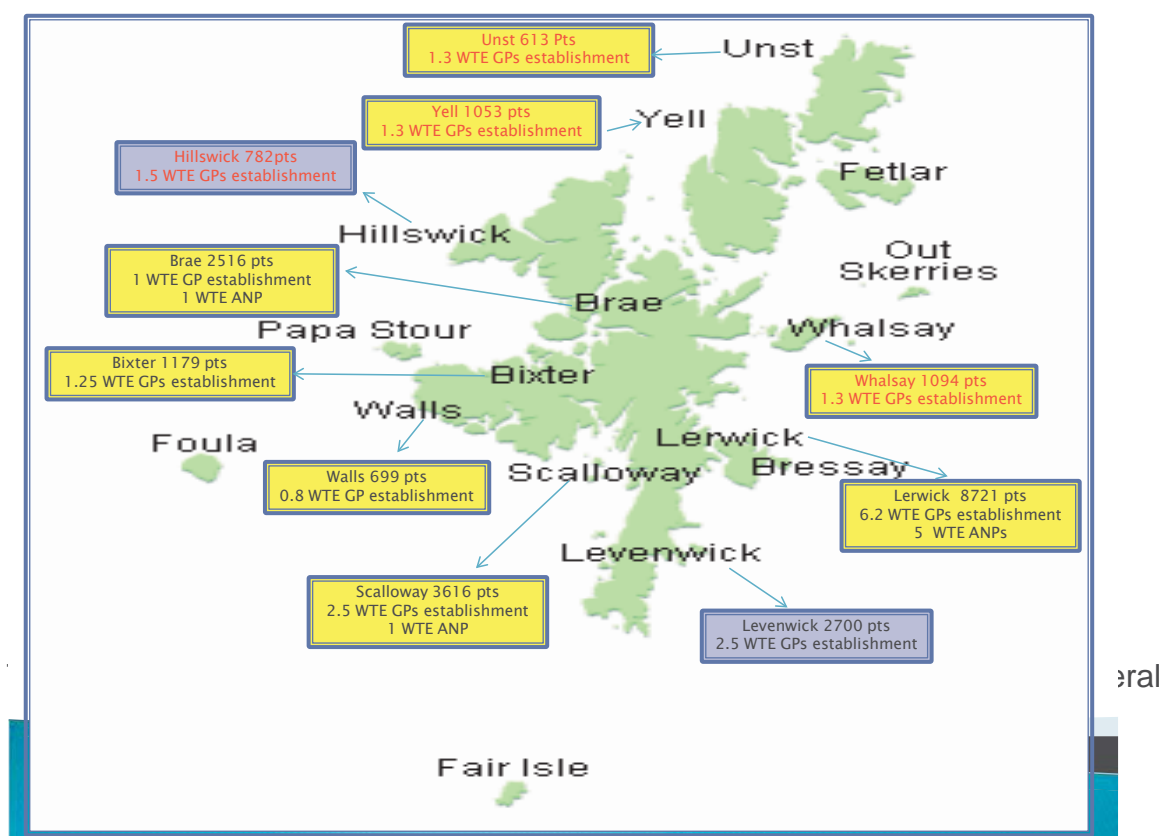 Unst 613 Pts
1.3 WTE GPs establishment
Unst
Yell 1053 pts
1.3 WTE GPs establishment
Yell
Hillswick 782pts
1.5 WTE GPs establishment
Fetlar
Hillswick
Out
Skerries
Brae 2516 pts
1 WTE GP establishment
1 WTE ANP
Brae
Papa Stour
Whalsay
Bixter 1179 pts
1.25 WTE GPs establishment
Bixter
Whalsay 1094 pts
1.3 WTE GPs establishment
Walls
Foula
Lerwick
Bressay
Scalloway
Walls 699 pts
0.8 WTE GP establishment
Lerwick  8721 pts
6.2 WTE GPs establishment
5  WTE ANPs
Levenwick
Scalloway 3616 pts
2.5 WTE GPs establishment
1 WTE ANP
Levenwick 2700 pts
2.5 WTE GPs establishment
eral
Fair Isle